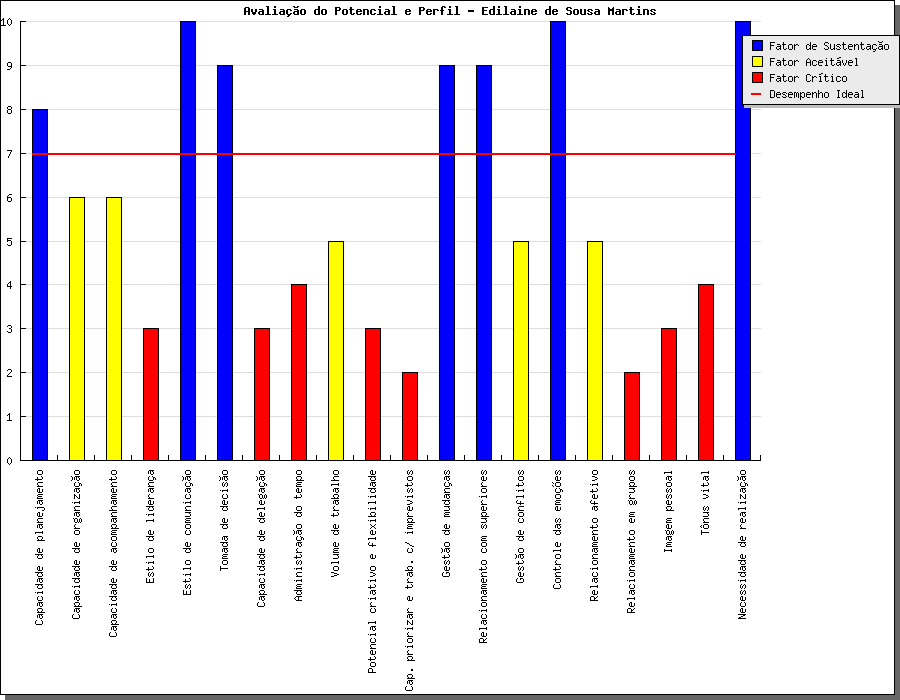 Avaliação do Potencial e Perfil - Edilaine de Sousa Martins
10
9
8
7
6
5
4
3
2
1
0
Fator de Sustentação
Fator Aceitável
Fator Crítico
Desempenho Ideal
Capacidade de planejamento
Capacidade de organização
Capacidade de acompanhamento
Estilo de liderança
Estilo de comunicação
Tomada de decisão
Capacidade de delegação
Administração do tempo
Volume de trabalho
Potencial criativo e flexibilidade
Cap. priorizar e trab. c/ imprevistos
Gestão de mudanças
Relacionamento com superiores
Gestão de conflitos
Controle das emoções
Relacionamento afetivo
Relacionamento em grupos
Imagem pessoal
Tônus vital
Necessidade de realização